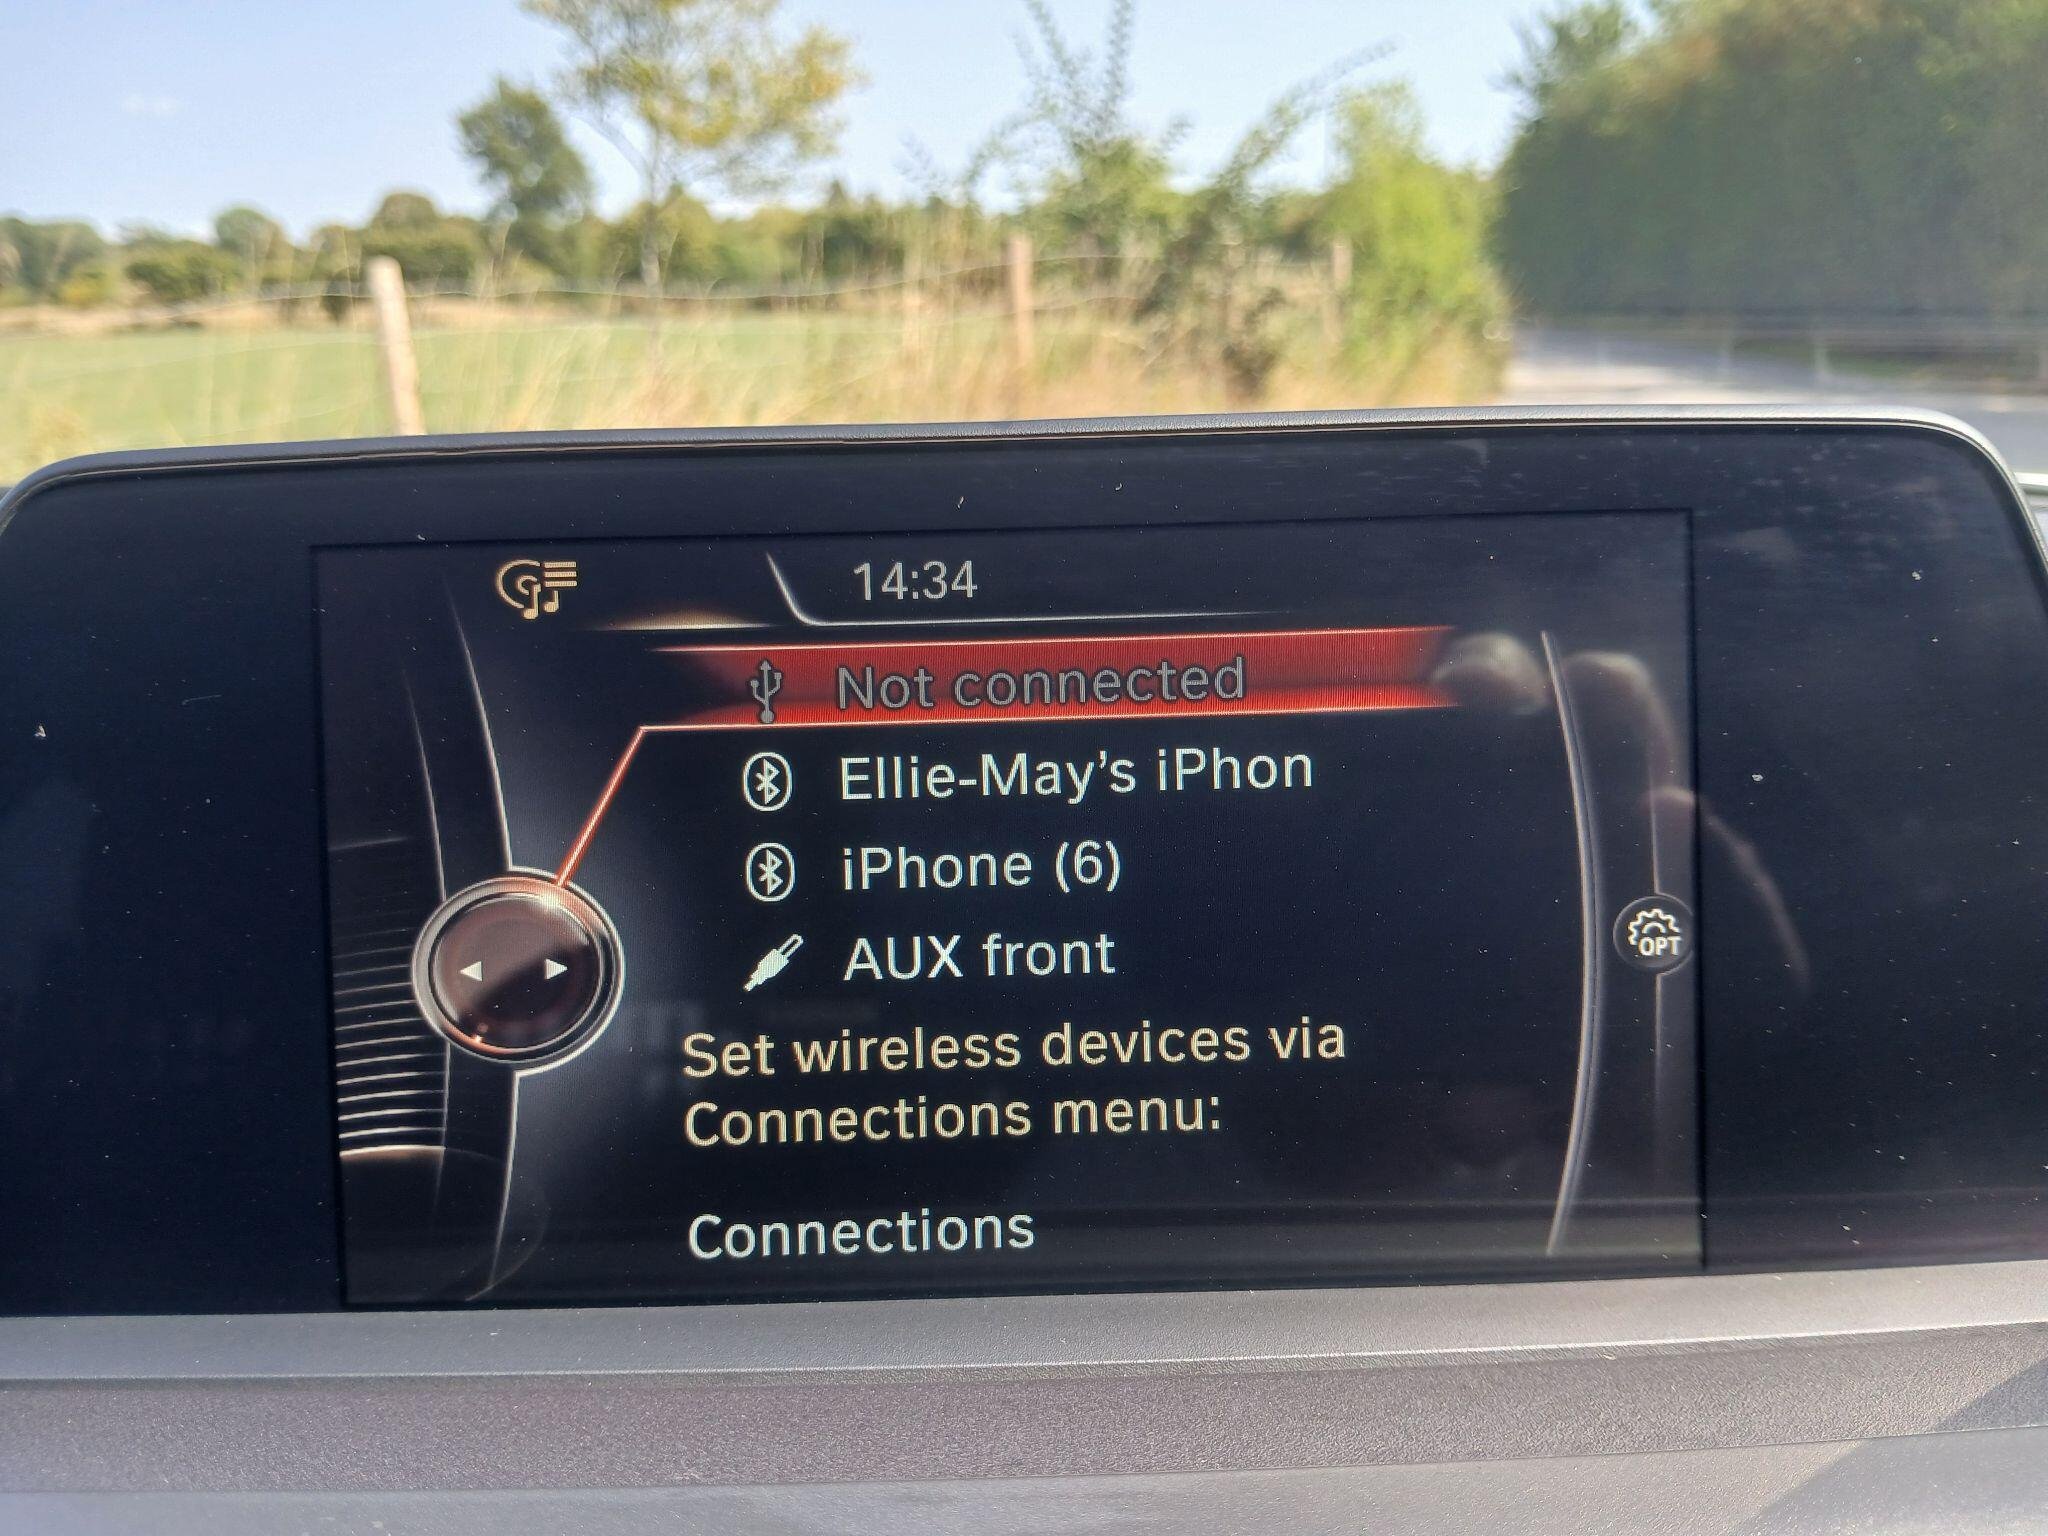 14:34
Not connected
Ellie-May's iPhon
iPhone (6)
AUX front
OPT
Set wireless devices via
Connections menu:
Connections